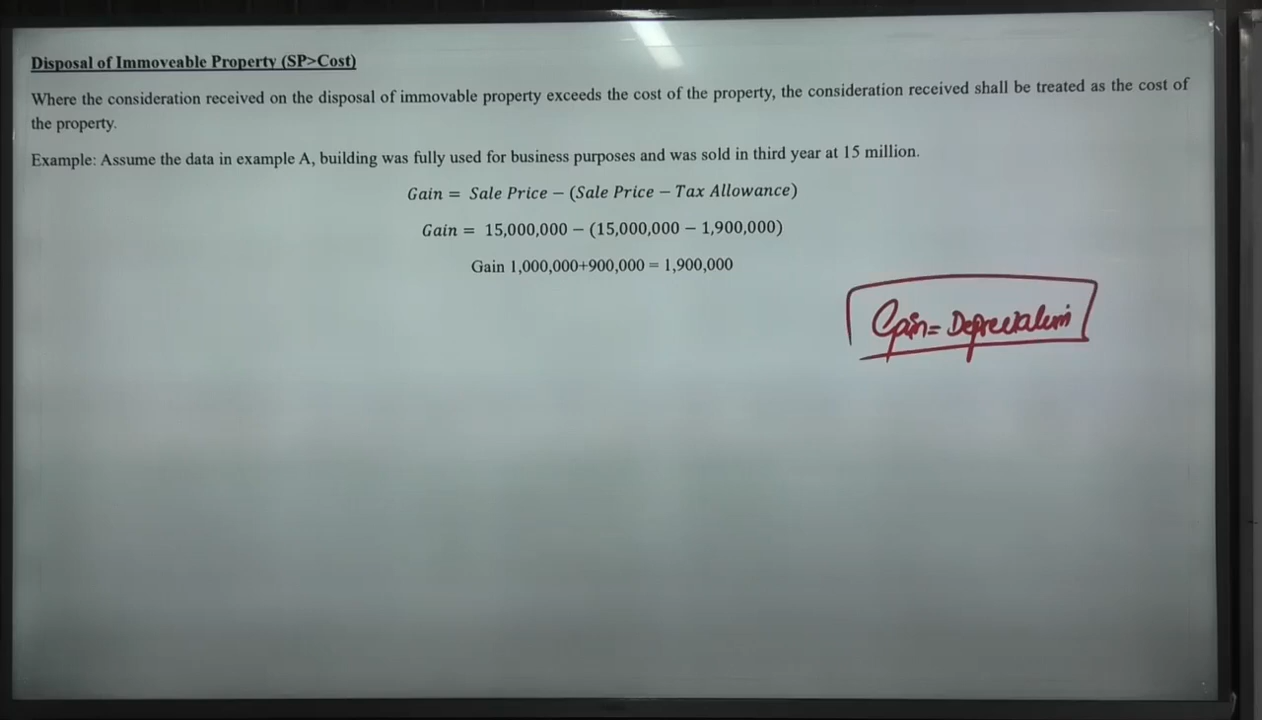 Disposal of Immoveable Property (SP>Cost)
Where the consideration received on the disposal of immovable property exceeds the cost of the property, the consideration received shall be treated as the cost of
the property.
Example: Assume the data in example A, building was fully used for business purposes and was sold in third year at 15 million.
Gain = Sale Price − (Sale Price − Tax Allowance)
Gain = 15,000,000 − (15,000,000 − 1,900,000)
Gain 1,000,000+900,000 = 1,900,000
Gain = Depreciation